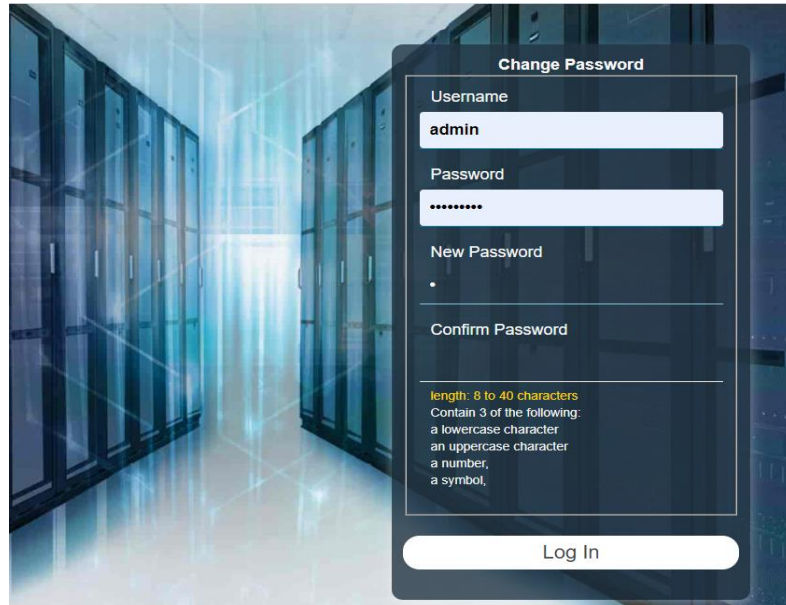 Change Password
Username
admin
Password
•••••••••
New Password
•
Confirm Password
length: 8 to 40 characters
Contain 3 of the following:
a lowercase character
an uppercase character
a number,
a symbol,
Log In